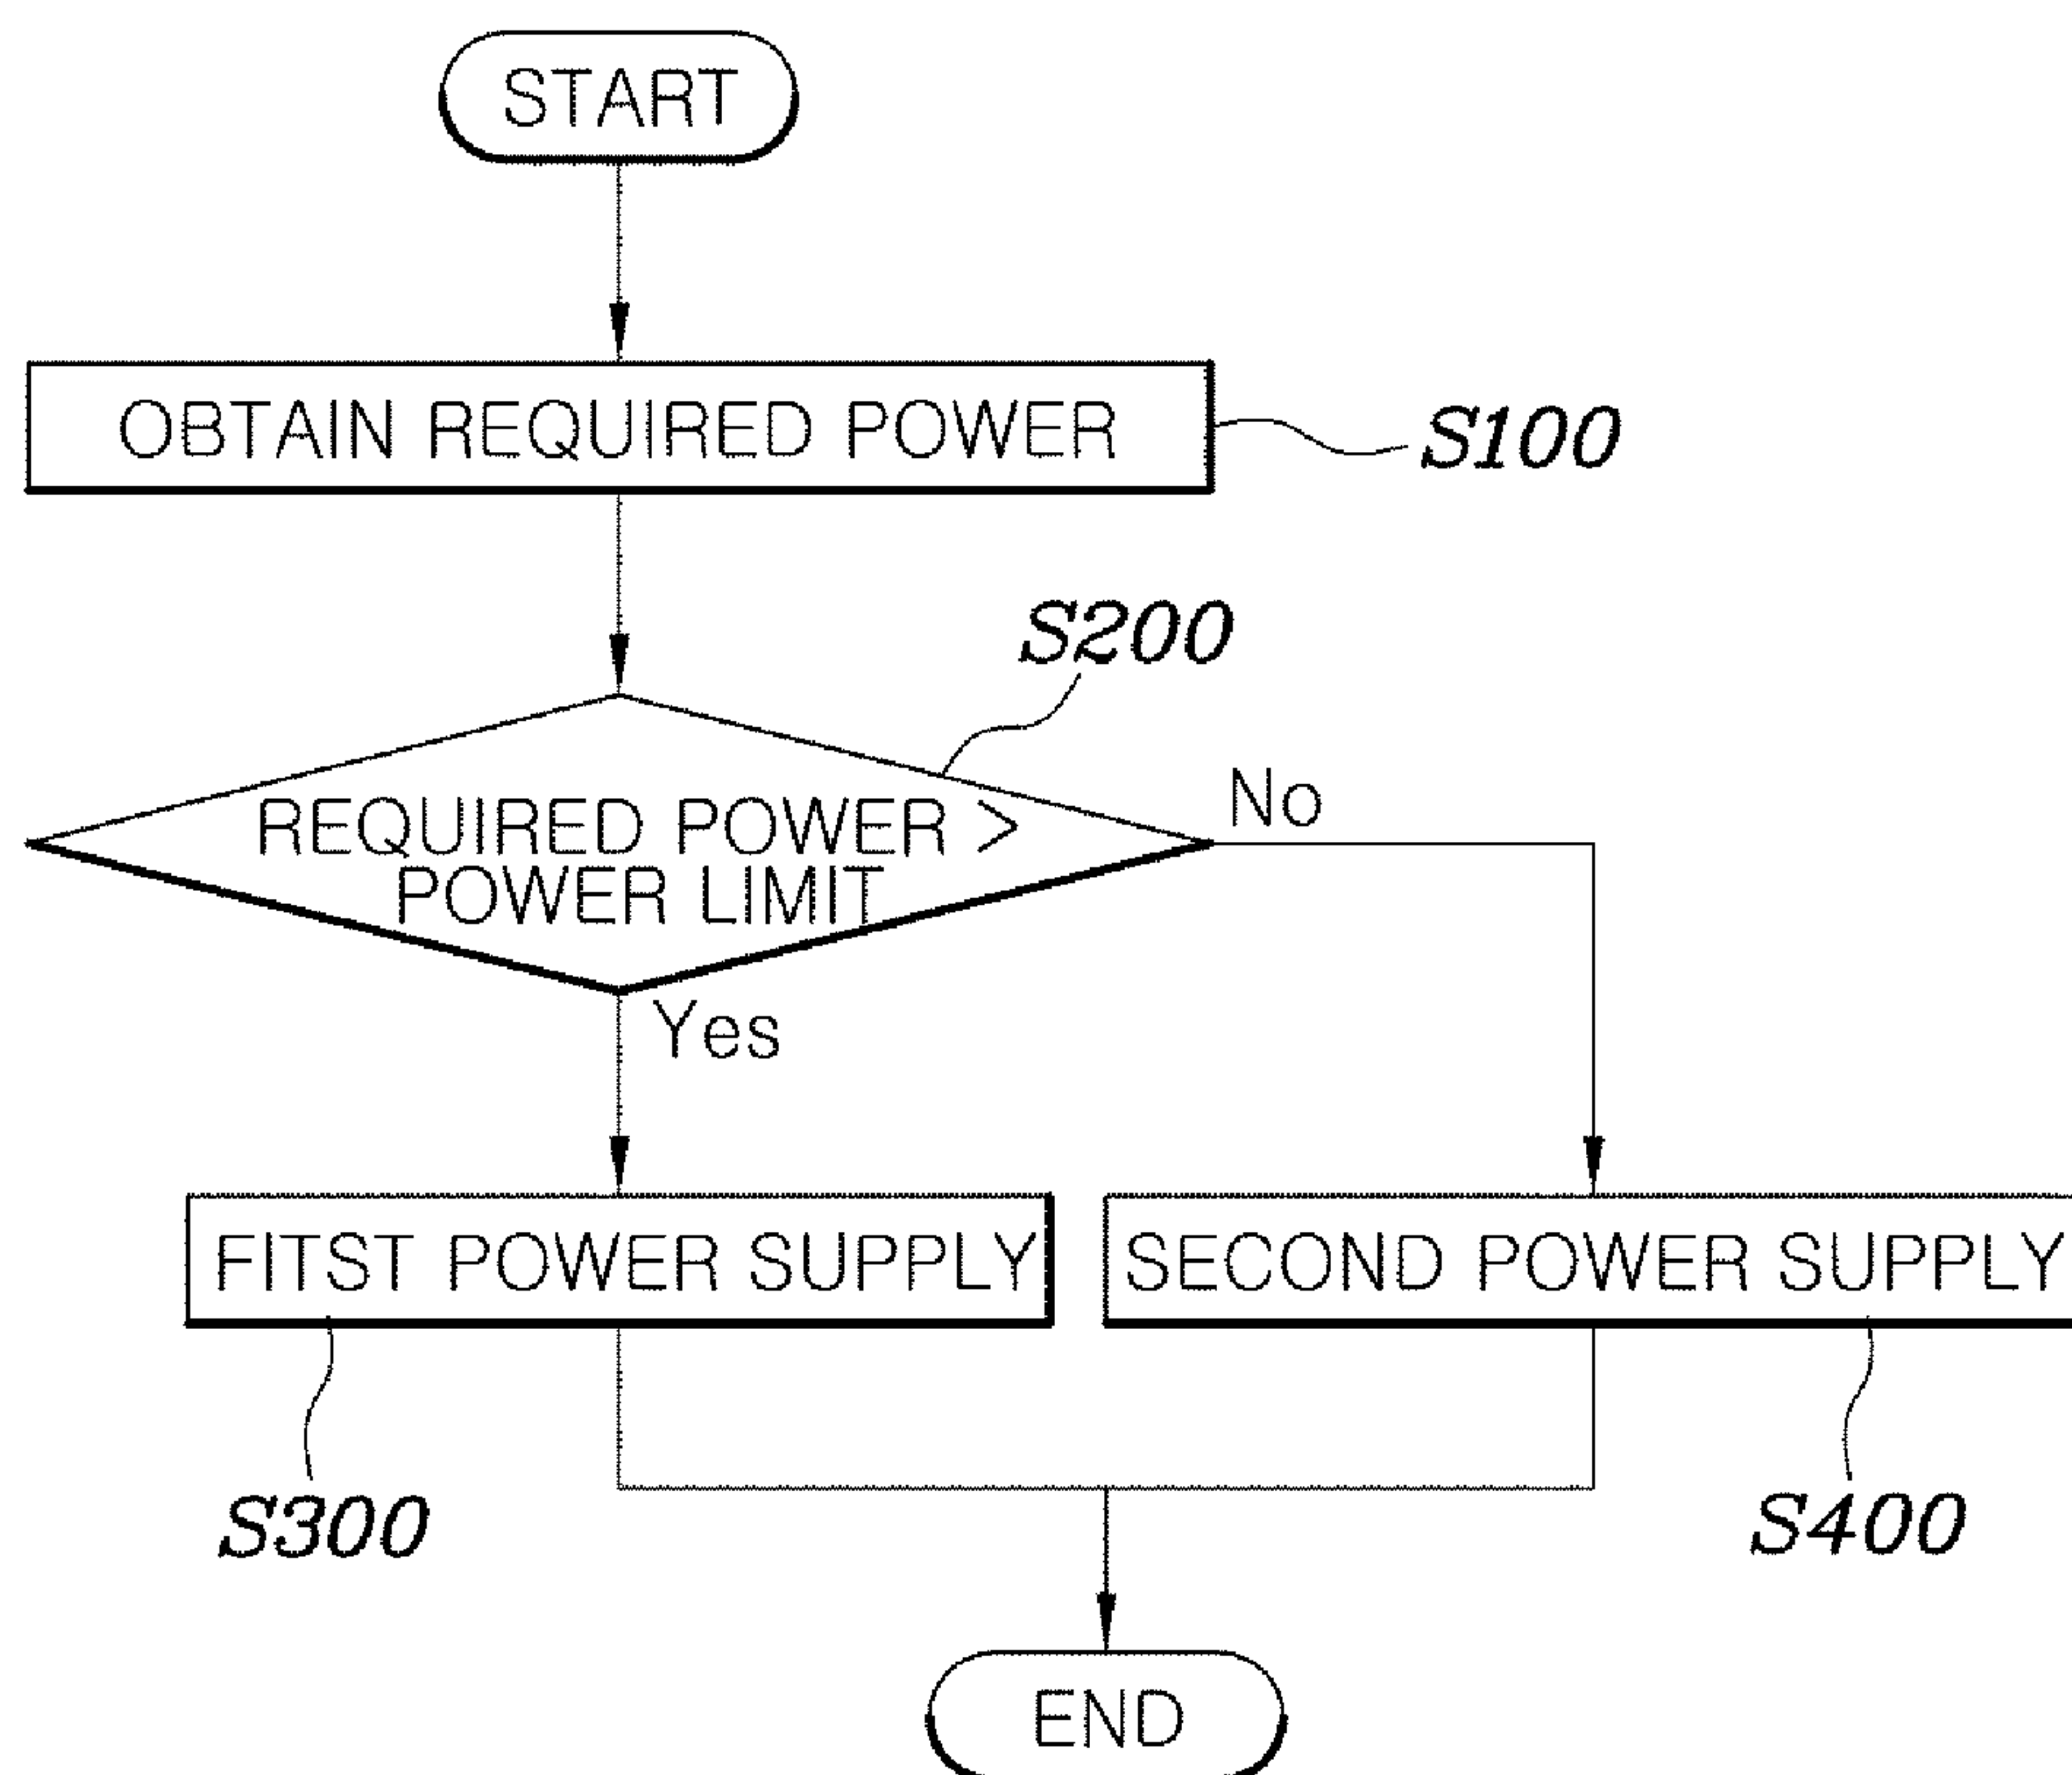 START
OBTAIN REQUIRED POWER
S100
S200
REQUIRED POWER >
POWER LIMIT
No
Yes
FITST POWER SUPPLY
SECOND POWER SUPPLY
S300
S400
END